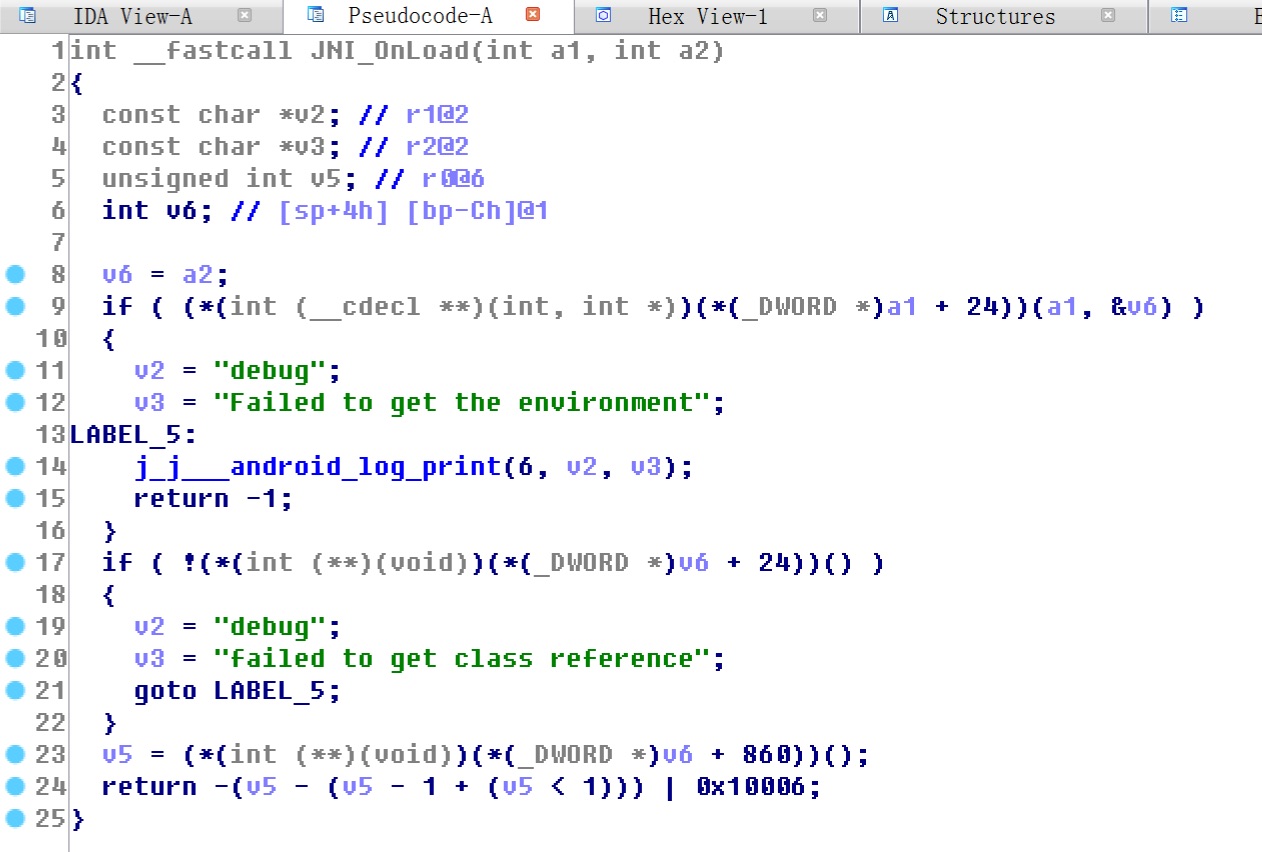 IDA View-A Pseudocode-A Hex View-1 Structures E
1 int __fastcall JNI_OnLoad(int a1, int a2)
2 {
3 const char *v2; // r1@2
4 const char *v3; // r2@2
5 unsigned int v5; // r0@6
6 int v6; // [sp+4h] [bp-Ch]@1
7
8 v6 = a2;
9 if ( (*(int (__cdecl **)(int, int *))(*(_DWORD *)a1 + 24))(a1, &v6) )
10 {
11 v2 = "debug";
12 v3 = "Failed to get the environment";
13 LABEL_5:
14 j_j___android_log_print(6, v2, v3);
15 return -1;
16 }
17 if ( !(*(int (**)(void))(*(_DWORD *)v6 + 24))() )
18 {
19 v2 = "debug";
20 v3 = "failed to get class reference";
21 goto LABEL_5;
22 }
23 v5 = (*(int (**)(void))(*(_DWORD *)v6 + 860))();
24 return -(v5 - (v5 - 1 + (v5 < 1))) | 0x10006;
25 }